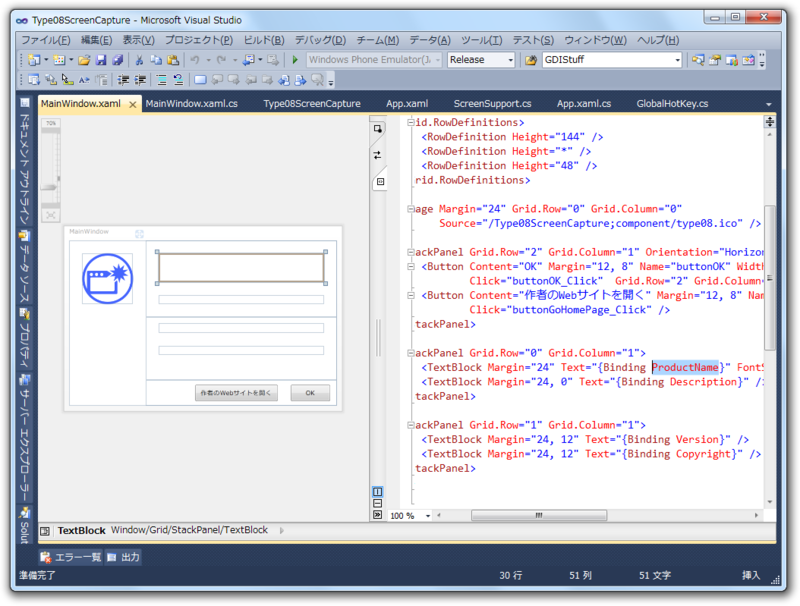 Type08ScreenCapture - Microsoft Visual Studio
ファイル(F) 編集(E) 表示(V) プロジェクト(P) ビルド(B) デバッグ(D) チーム(M) データ(A) ツール(T) テスト(S) ウィンドウ(W) ヘルプ(H)
Windows Phone Emulator(J. Release GDIStuff
MainWindow.xaml MainWindow.xaml.cs Type08ScreenCapture App.xaml ScreenSupport.cs App.xaml.cs GlobalHotKey.cs
ドキュメント アウトライン
データ ソース
プロパティ
サーバー エクスプローラー
Solut
MainWindow
作者のWebサイトを開く OK
id.RowDefinitions>
<RowDefinition Height="144" />
<RowDefinition Height="*" />
<RowDefinition Height="48" />
rid.RowDefinitions>
age Margin="24" Grid.Row="0" Grid.Column="0"
Source="/Type08ScreenCapture;component/type08.ico" />
ackPanel Grid.Row="2" Grid.Column="1" Orientation="Horizon
<Button Content="OK" Margin="12, 8" Name="buttonOK" Width
Click="buttonOK_Click" Grid.Row="2" Grid.Column=
<Button Content="作者のWebサイトを開く" Margin="12, 8" Nam
Click="buttonGoHomePage_Click" />
tackPanel>
ackPanel Grid.Row="0" Grid.Column="1">
<TextBlock Margin="24" Text="{Binding ProductName}" FontS
<TextBlock Margin="24, 0" Text="{Binding Description}" />
tackPanel>
ackPanel Grid.Row="1" Grid.Column="1">
<TextBlock Margin="24, 12" Text="{Binding Version}" />
<TextBlock Margin="24, 12" Text="{Binding Copyright}" />
tackPanel>
100 %
TextBlock Window/Grid/StackPanel/TextBlock
エラー一覧 出力
準備完了 30 行 51 列 51 文字 挿入